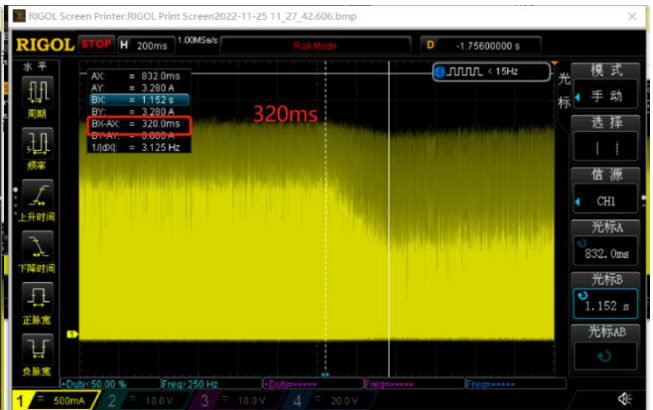 RIGOL Screen Printer:RIGOL Print Screen2022-11-25 11_27_42.606.bmp
RIGOL STOP H 200ms 1.00MSa/s Roll Mode D -1.75600000 s
水平
周期
频率
上升时间
下降时间
正脉宽
负脉宽
AX: = 832.0ms
AY: = 3.280 A
BX: = 1.152 s
BY: = 3.280 A
BX-AX: = 320.0ms
BY-AY: = 0.000 A
1/|dX|: = 3.125 Hz
320ms
4 < 15Hz
光标
模式
手动
选择
信源
CH1
光标A
832.0ms
光标B
1.152 s
光标AB
1
+Duty<50.00 % Freq>250 Hz +Duty=***** Freq=***** Freq=*****
1 = 500mA 2 = 10.0 V 3 = 10.0 V 4 = 20.0 V